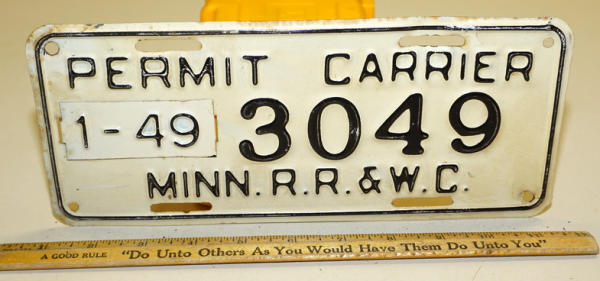 PERMIT CARRIER
1-49 3049
MINN. R.R. & W.C.
A GOOD RULE "Do Unto Others As You Would Have Them Do Unto You"